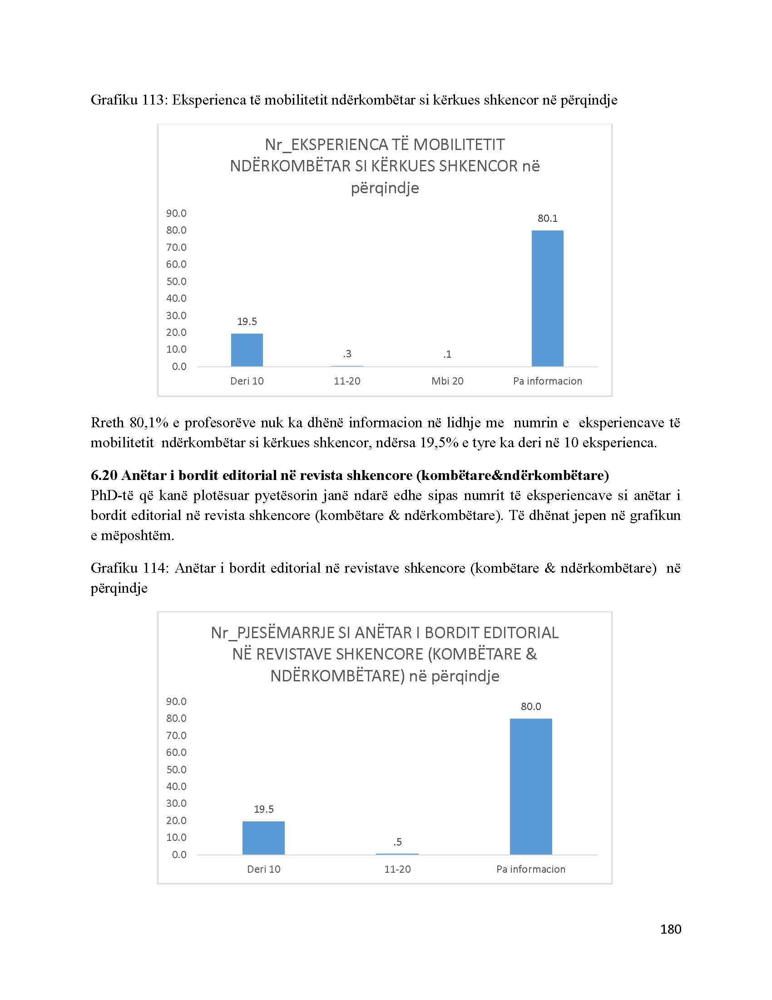 Grafiku 113: Eksperienca të mobilitetit ndërkombëtar si kërkues shkencor në përqindje
Nr_EKSPERIENCA TË MOBILITETIT
NDËRKOMBËTAR SI KËRKUES SHKENCOR në
përqindje
90.0
80.0
70.0
60.0
50.0
40.0
30.0
20.0
10.0
0.0
19.5
.3
.1
80.1
Deri 10
11-20
Mbi 20
Pa informacion
Rreth 80,1% e profesorëve nuk ka dhënë informacion në lidhje me numrin e eksperiencave të
mobilitetit ndërkombëtar si kërkues shkencor, ndërsa 19,5% e tyre ka deri në 10 eksperienca.
6.20 Anëtar i bordit editorial në revista shkencore (kombëtare&ndërkombëtare)
PhD-të që kanë plotësuar pyetësorin janë ndarë edhe sipas numrit të eksperiencave si anëtar i
bordit editorial në revista shkencore (kombëtare & ndërkombëtare). Të dhënat jepen në grafikun
e mëposhtëm.
Grafiku 114: Anëtar i bordit editorial në revistave shkencore (kombëtare & ndërkombëtare) në
përqindje
Nr_PJESËMARRJE SI ANËTAR I BORDIT EDITORIAL
NË REVISTAVE SHKENCORE (KOMBËTARE &
NDËRKOMBËTARE) në përqindje
90.0
80.0
70.0
60.0
50.0
40.0
30.0
20.0
10.0
0.0
19.5
.5
80.0
Deri 10
11-20
Pa informacion
180